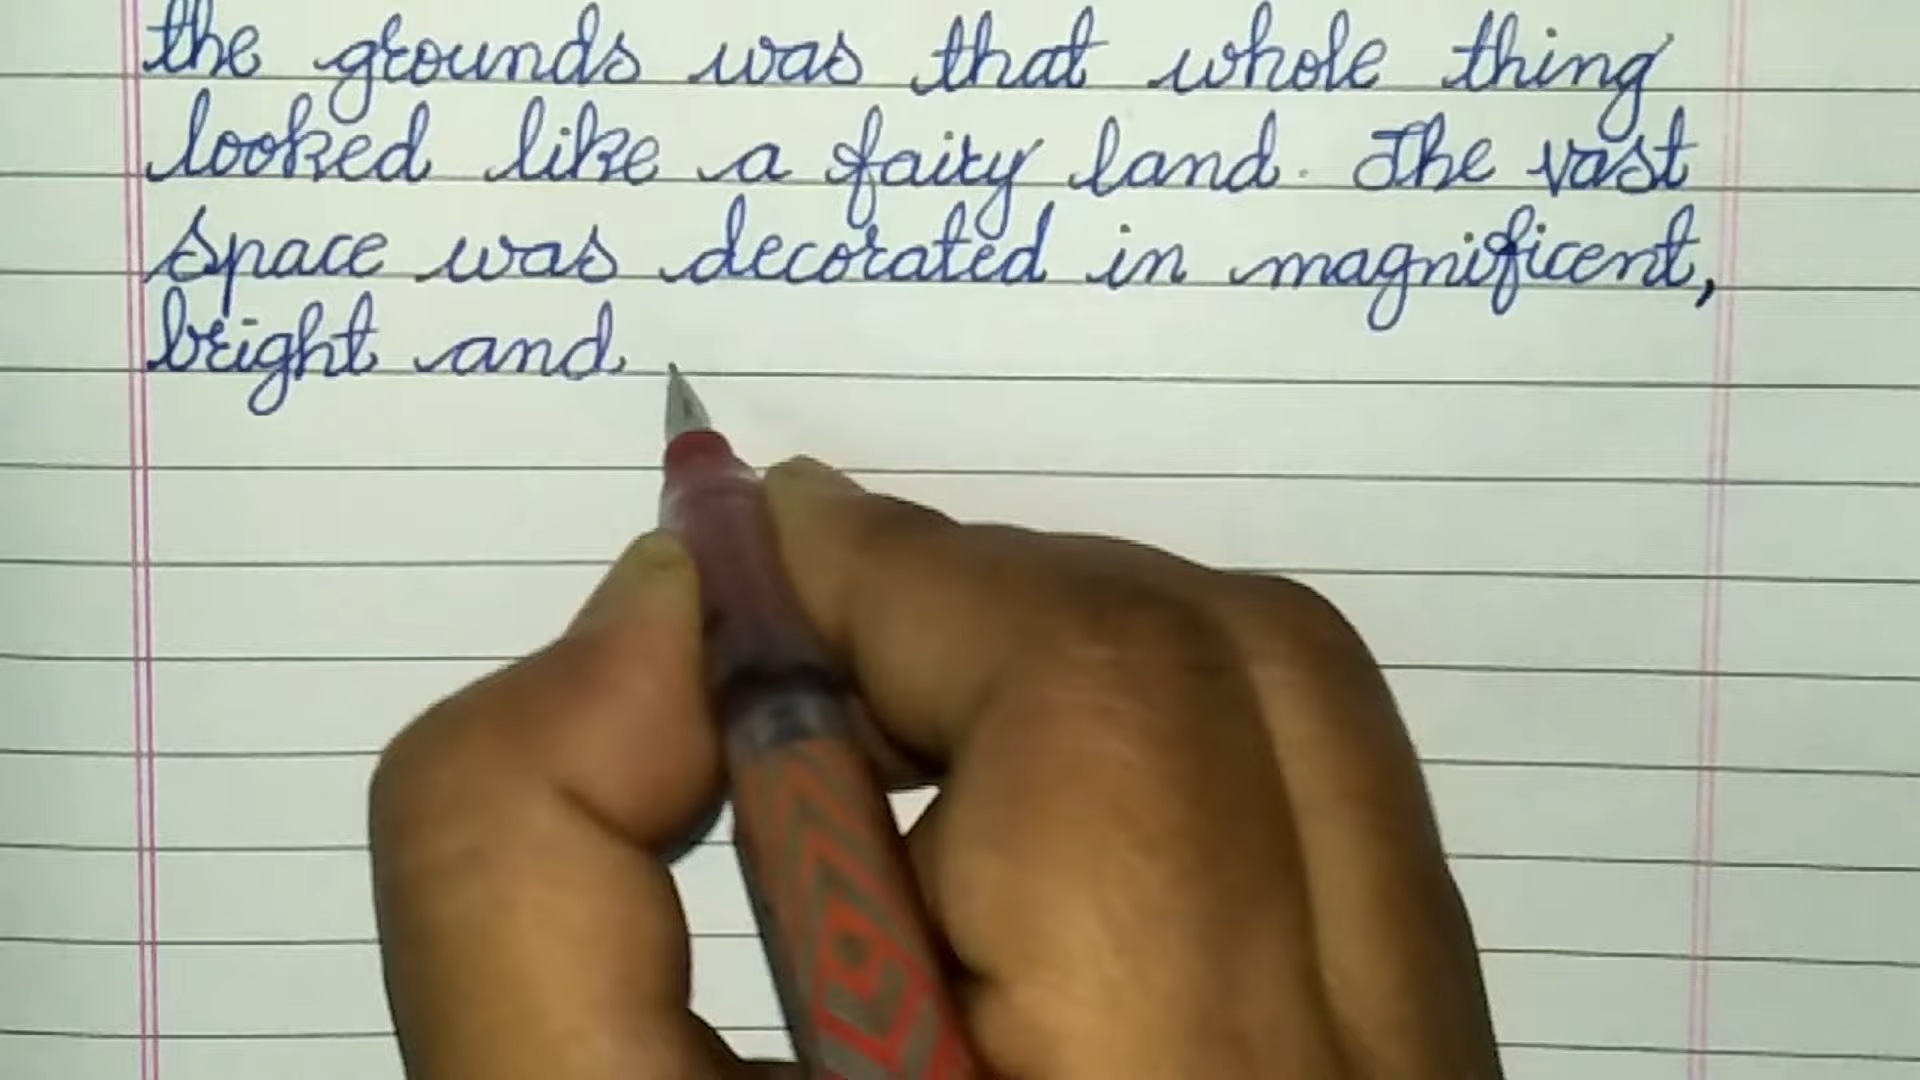 the grounds was that whole thing
looked like a fairy land. The vast
space was decorated in magnificent,
bright and